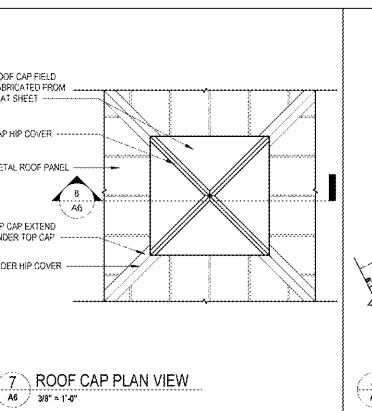 OOF CAP FIELD
ABRICATED FROM
AT SHEET
AP HIP COVER
ETAL ROOF PANEL
8
A6
P CAP EXTEND
NDER TOP CAP
DER HIP COVER
7
A6
ROOF CAP PLAN VIEW
3/8" = 1'-0"